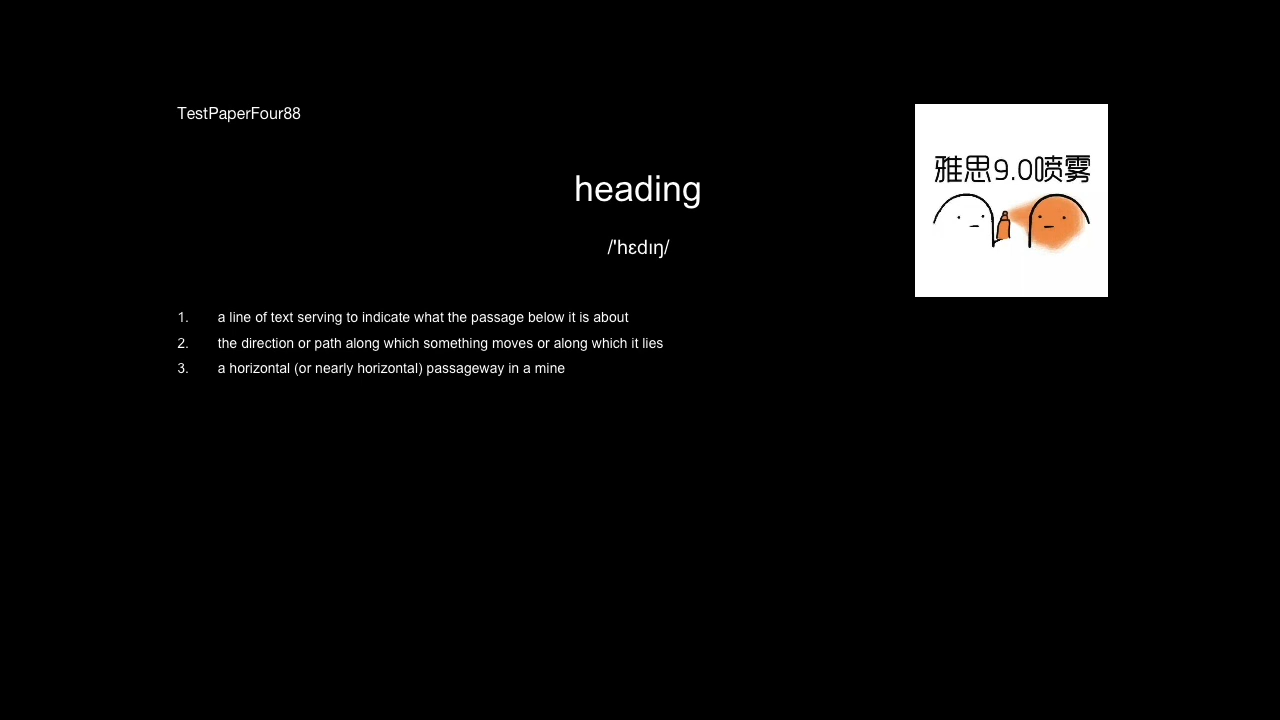 TestPaperFour88
heading
/'hɛdɪŋ/
雅思9.0喷雾
1. a line of text serving to indicate what the passage below it is about
2. the direction or path along which something moves or along which it lies
3. a horizontal (or nearly horizontal) passageway in a mine